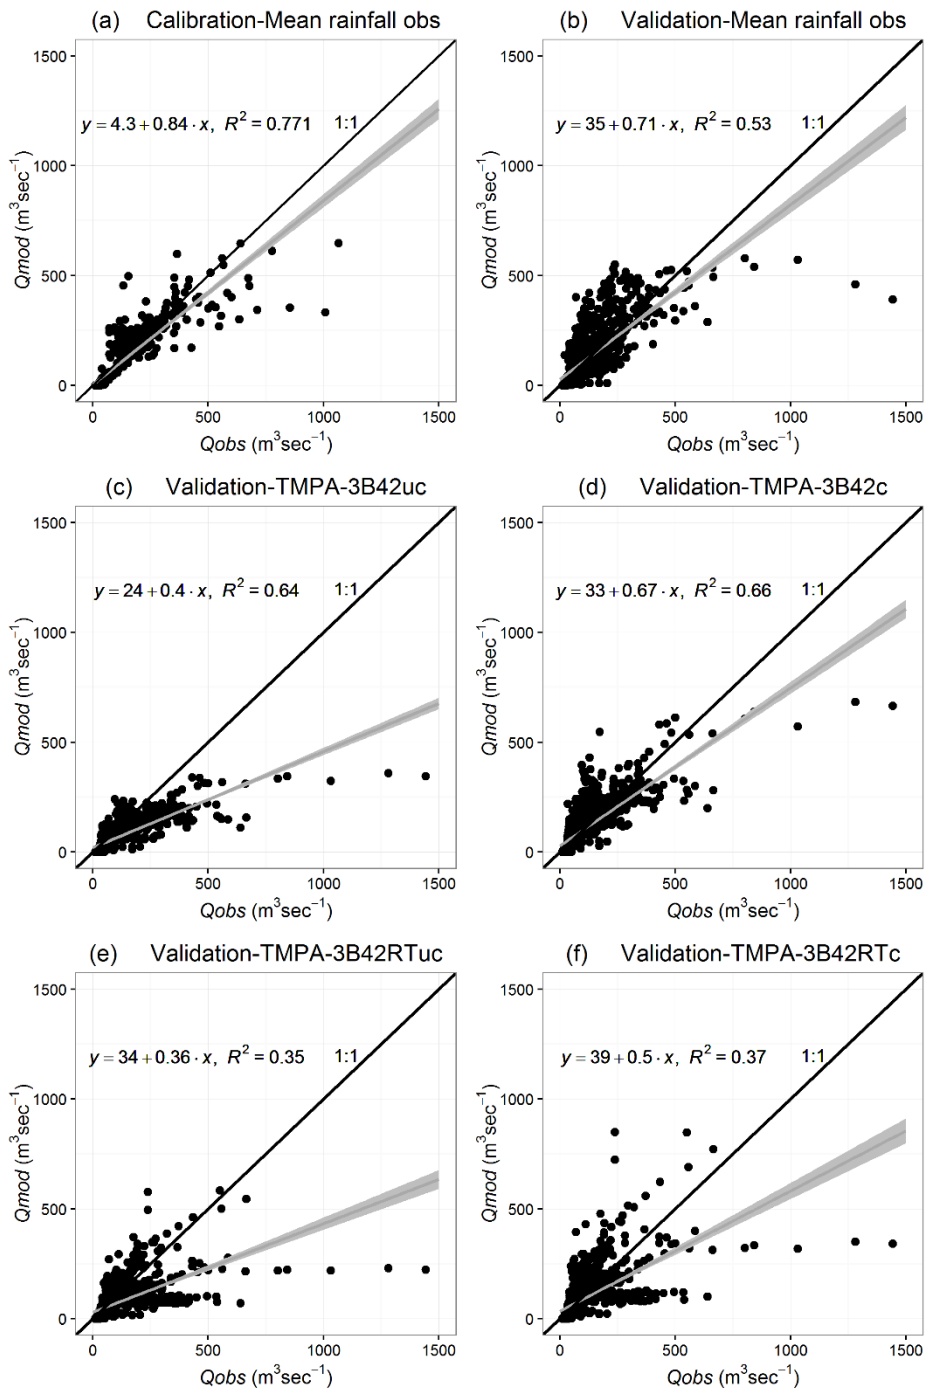 (a) Calibration-Mean rainfall obs
1500
1000
500
0
Qmod (m³sec⁻¹)
y = 4.3 + 0.84 · x, R² = 0.771
1:1
0 500 1000 1500
Qobs (m³sec⁻¹)
(b) Validation-Mean rainfall obs
1500
1000
500
0
Qmod (m³sec⁻¹)
y = 35 + 0.71 · x, R² = 0.53
1:1
0 500 1000 1500
Qobs (m³sec⁻¹)
(c) Validation-TMPA-3B42uc
1500
1000
500
0
Qmod (m³sec⁻¹)
y = 24 + 0.4 · x, R² = 0.64
1:1
0 500 1000 1500
Qobs (m³sec⁻¹)
(d) Validation-TMPA-3B42c
1500
1000
500
0
Qmod (m³sec⁻¹)
y = 33 + 0.67 · x, R² = 0.66
1:1
0 500 1000 1500
Qobs (m³sec⁻¹)
(e) Validation-TMPA-3B42RTuc
1500
1000
500
0
Qmod (m³sec⁻¹)
y = 34 + 0.36 · x, R² = 0.35
1:1
0 500 1000 1500
Qobs (m³sec⁻¹)
(f) Validation-TMPA-3B42RTc
1500
1000
500
0
Qmod (m³sec⁻¹)
y = 39 + 0.5 · x, R² = 0.37
1:1
0 500 1000 1500
Qobs (m³sec⁻¹)